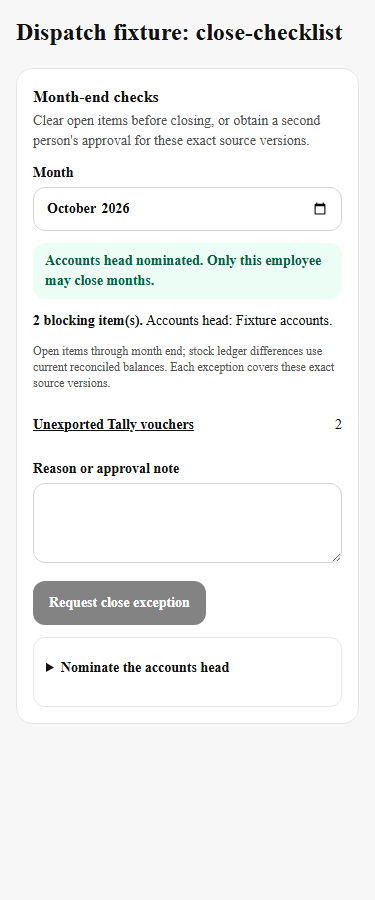 Dispatch fixture: close-checklist
Month-end checks
Clear open items before closing, or obtain a second
person's approval for these exact source versions.
Month
October 2026
Accounts head nominated. Only this employee
may close months.
2 blocking item(s). Accounts head: Fixture accounts.
Open items through month end; stock ledger differences use
current reconciled balances. Each exception covers these exact
source versions.
Unexported Tally vouchers 2
Reason or approval note
Request close exception
Nominate the accounts head